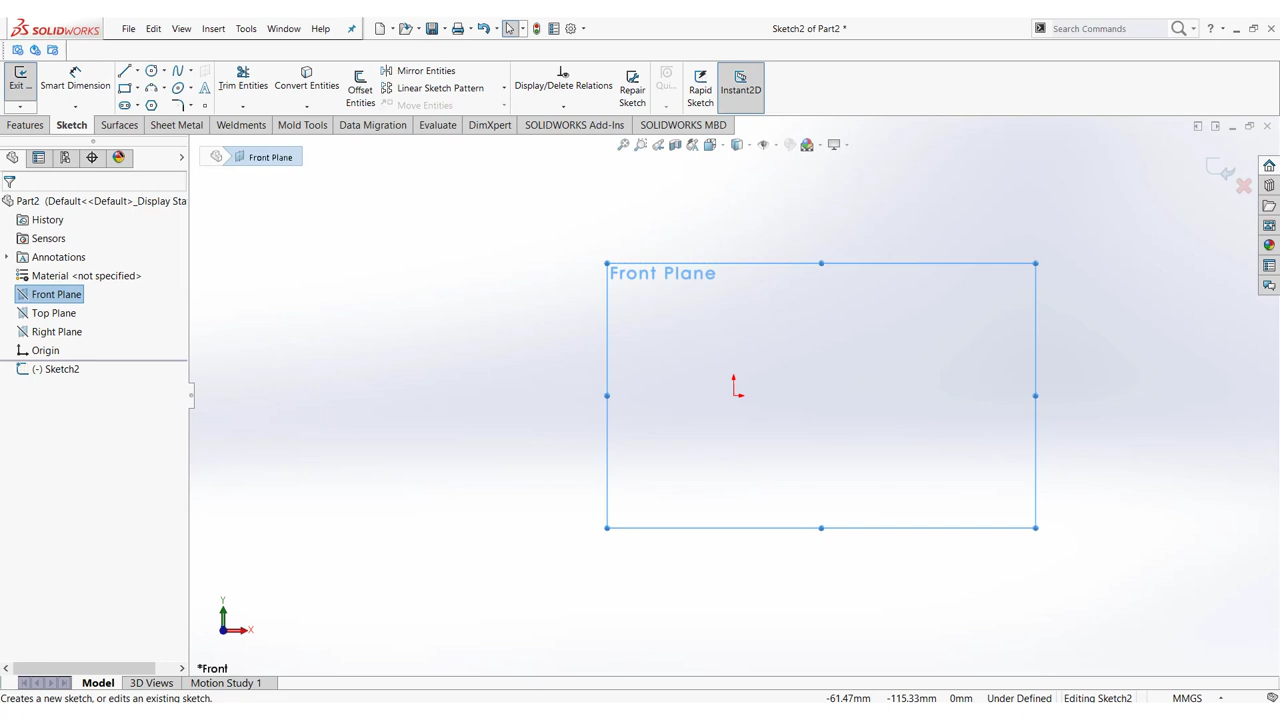 SOLIDWORKS
File Edit View Insert Tools Window Help
Sketch2 of Part2 *
Search Commands
?
Exit ...
Smart Dimension
Trim Entities
Convert Entities
Offset
Entities
Mirror Entities
Linear Sketch Pattern
Move Entities
Display/Delete Relations
Repair
Sketch
Qui...
Rapid
Sketch
Instant2D
Features Sketch Surfaces Sheet Metal Weldments Mold Tools Data Migration Evaluate DimXpert SOLIDWORKS Add-Ins SOLIDWORKS MBD
Front Plane
Part2 (Default<<Default>_Display Sta
History
Sensors
Annotations
Material <not specified>
Front Plane
Top Plane
Right Plane
Origin
(-) Sketch2
Front Plane
Y
X
*Front
Model 3D Views Motion Study 1
Creates a new sketch, or edits an existing sketch.
-61.47mm -115.33mm 0mm Under Defined Editing Sketch2 MMGS